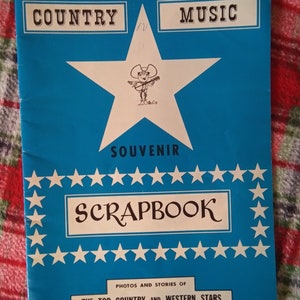 COUNTRY MUSIC
SOUVENIR
SCRAPBOOK
PHOTOS AND STORIES OF
THE TOP COUNTRY AND WESTERN STARS